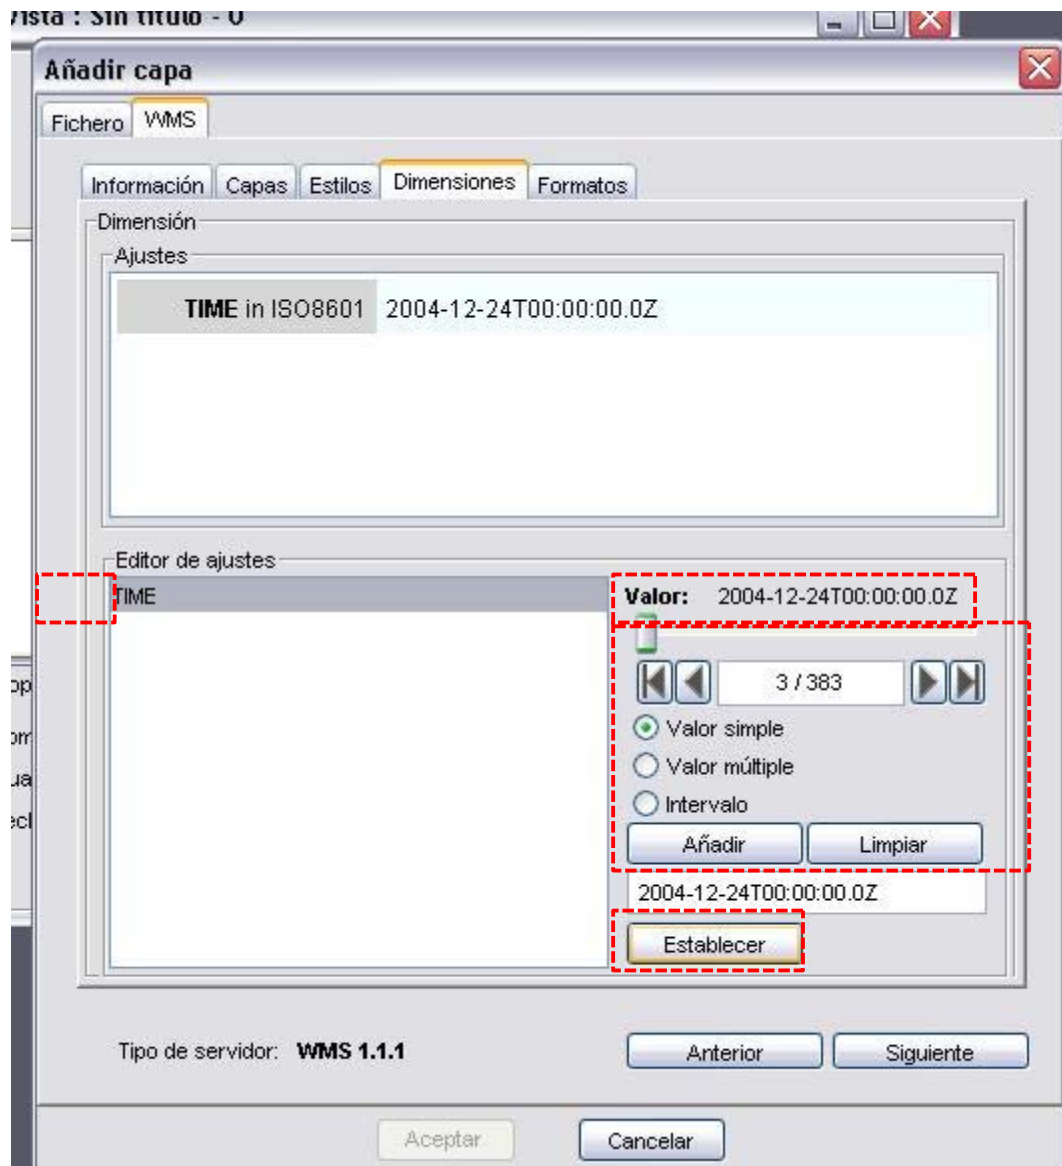 Vista : Sin título - 0
Añadir capa
Fichero WMS
Información Capas Estilos Dimensiones Formatos
Dimensión
Ajustes
TIME in ISO8601 2004-12-24T00:00:00.0Z
Editor de ajustes
TIME
Valor: 2004-12-24T00:00:00.0Z
3 / 383
Valor simple
Valor múltiple
Intervalo
Añadir Limpiar
2004-12-24T00:00:00.0Z
Establecer
Tipo de servidor: WMS 1.1.1
Anterior Siguiente
Aceptar Cancelar